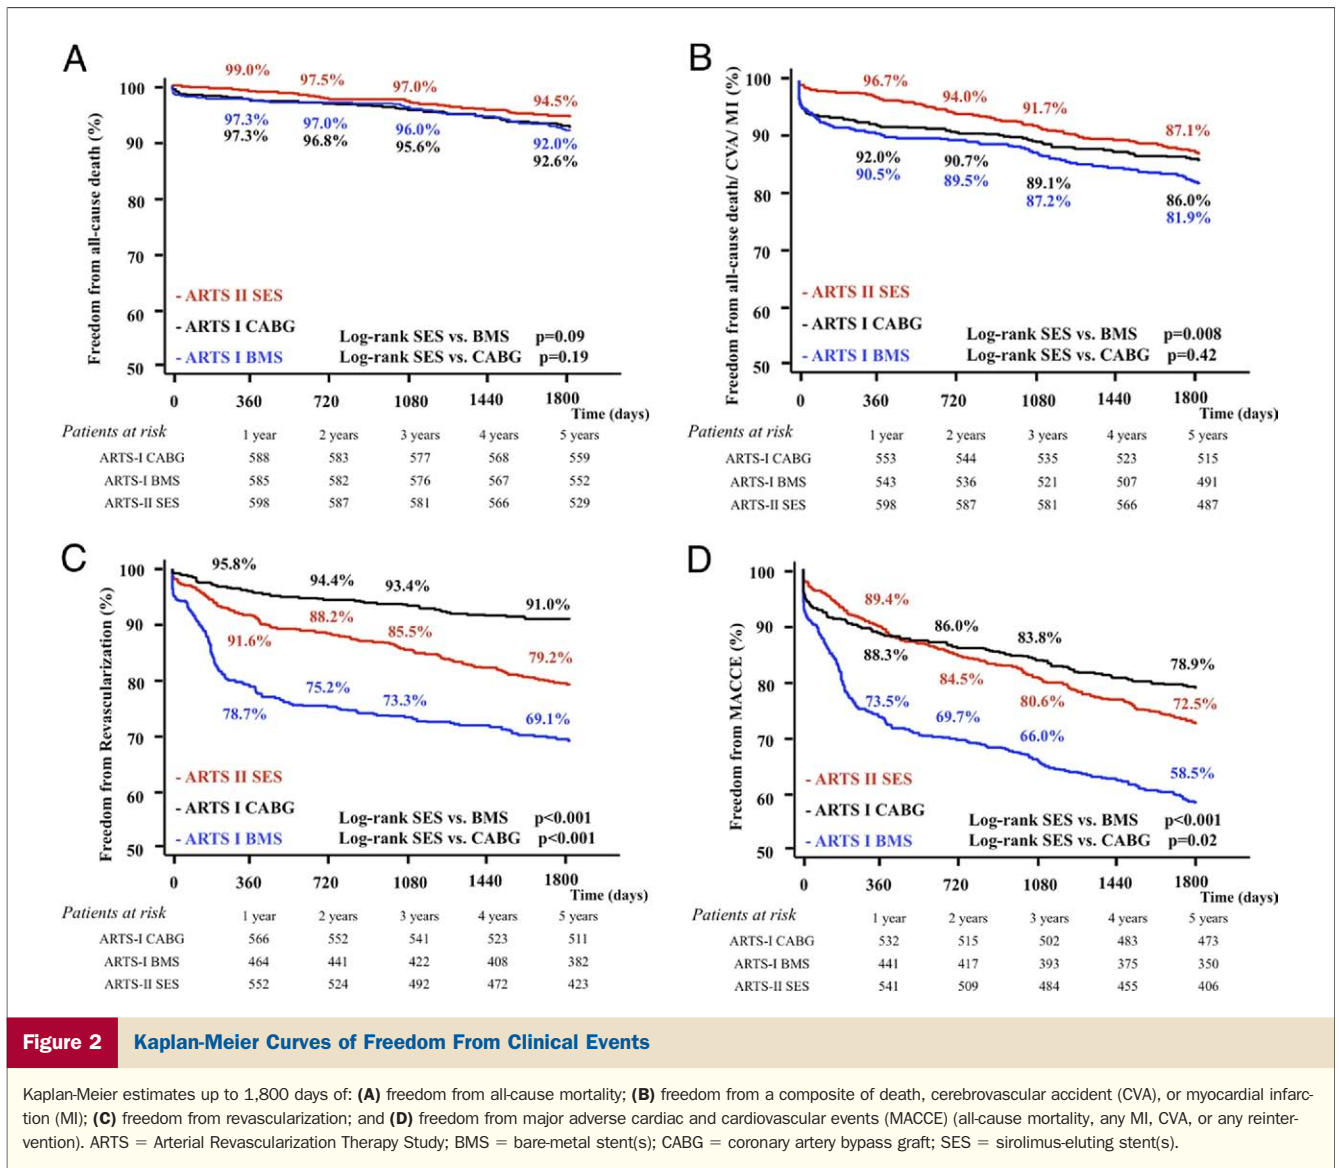 A
Freedom from all-cause death (%)
100
90
80
70
60
50
99.0%
97.5%
97.0%
94.5%
97.3%
97.3%
97.0%
96.8%
96.0%
95.6%
92.0%
92.6%
- ARTS II SES
- ARTS I CABG
- ARTS I BMS
Log-rank SES vs. BMS p=0.09
Log-rank SES vs. CABG p=0.19
0 360 720 1080 1440 1800
Time (days)
Patients at risk 1 year 2 years 3 years 4 years 5 years
ARTS-I CABG 588 583 577 568 559
ARTS-I BMS 585 582 576 567 552
ARTS-II SES 598 587 581 566 529
B
Freedom from all-cause death/ CVA/ MI (%)
100
90
80
70
60
50
96.7%
94.0%
91.7%
87.1%
92.0%
90.5%
90.7%
89.5%
89.1%
87.2%
86.0%
81.9%
- ARTS II SES
- ARTS I CABG
- ARTS I BMS
Log-rank SES vs. BMS p=0.008
Log-rank SES vs. CABG p=0.42
0 360 720 1080 1440 1800
Time (days)
Patients at risk 1 year 2 years 3 years 4 years 5 years
ARTS-I CABG 553 544 535 523 515
ARTS-I BMS 543 536 521 507 491
ARTS-II SES 598 587 581 566 487
C
Freedom from Revascularization (%)
100
90
80
70
60
50
95.8%
94.4%
93.4%
91.0%
91.6%
88.2%
85.5%
79.2%
78.7%
75.2%
73.3%
69.1%
- ARTS II SES
- ARTS I CABG
- ARTS I BMS
Log-rank SES vs. BMS p<0.001
Log-rank SES vs. CABG p<0.001
0 360 720 1080 1440 1800
Time (days)
Patients at risk 1 year 2 years 3 years 4 years 5 years
ARTS-I CABG 566 552 541 523 511
ARTS-I BMS 464 441 422 408 382
ARTS-II SES 552 524 492 472 423
D
Freedom from MACCE (%)
100
90
80
70
60
50
89.4%
88.3%
86.0%
84.5%
83.8%
80.6%
78.9%
72.5%
73.5%
69.7%
66.0%
58.5%
- ARTS II SES
- ARTS I CABG
- ARTS I BMS
Log-rank SES vs. BMS p<0.001
Log-rank SES vs. CABG p=0.02
0 360 720 1080 1440 1800
Time (days)
Patients at risk 1 year 2 years 3 years 4 years 5 years
ARTS-I CABG 532 515 502 483 473
ARTS-I BMS 441 417 393 375 350
ARTS-II SES 541 509 484 455 406
Figure 2 Kaplan-Meier Curves of Freedom From Clinical Events
Kaplan-Meier estimates up to 1,800 days of: (A) freedom from all-cause mortality; (B) freedom from a composite of death, cerebrovascular accident (CVA), or myocardial infarc-
tion (MI); (C) freedom from revascularization; and (D) freedom from major adverse cardiac and cardiovascular events (MACCE) (all-cause mortality, any MI, CVA, or any reinter-
vention). ARTS = Arterial Revascularization Therapy Study; BMS = bare-metal stent(s); CABG = coronary artery bypass graft; SES = sirolimus-eluting stent(s).